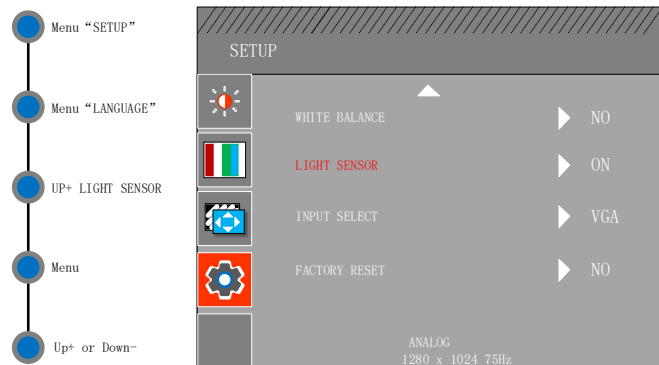 Menu “SETUP”
Menu “LANGUAGE”
UP+ LIGHT SENSOR
Menu
Up+ or Down-
SETUP
WHITE BALANCE NO
LIGHT SENSOR ON
INPUT SELECT VGA
FACTORY RESET NO
ANALOG
1280 x 1024 75Hz